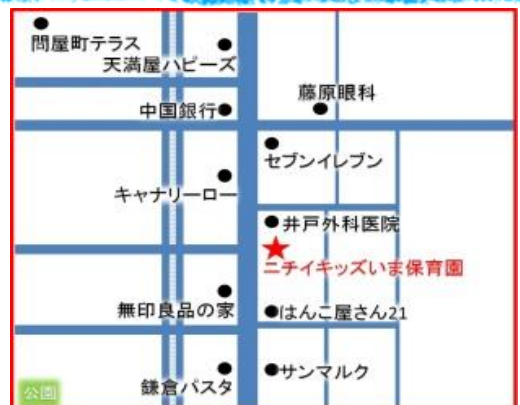 問屋町テラス
天満屋ハピーズ
藤原眼科
中国銀行
セブンイレブン
キャナリーロー
井戸外科医院
ニチイキッズいま保育園
無印良品の家
はんこ屋さん21
サンマルク
鎌倉パスタ
公園